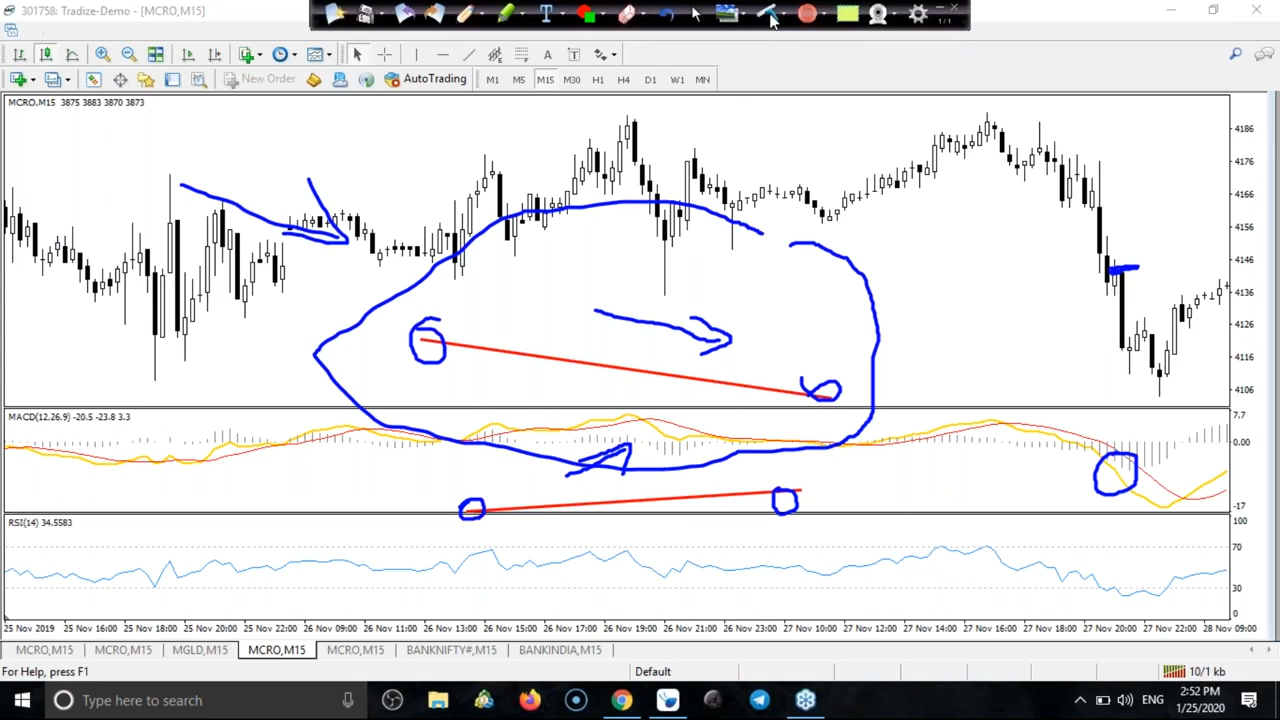 301758: Tradize-Demo - [MCRO,M15]
1/1
New Order
AutoTrading
M1 M5 M15 M30 H1 H4 D1 W1 MN
MCRO,M15 3875 3883 3870 3873
4186
4176
4166
4156
4146
4136
4126
4116
4106
MACD(12,26,9) -20.5 -23.8 3.3
7.7
0.00
-17
RSI(14) 34.5583
100
70
30
0
25 Nov 2019 25 Nov 16:00 25 Nov 18:00 25 Nov 20:00 25 Nov 22:00 26 Nov 09:00 26 Nov 11:00 26 Nov 13:00 26 Nov 15:00 26 Nov 17:00 26 Nov 19:00 26 Nov 21:00 26 Nov 23:00 27 Nov 10:00 27 Nov 12:00 27 Nov 14:00 27 Nov 16:00 27 Nov 18:00 27 Nov 20:00 27 Nov 22:00 28 Nov 09:00
MCRO,M15 MCRO,M15 MGLD,M15 MCRO,M15 MCRO,M15 BANKNIFTY#,M15 BANKINDIA,M15
For Help, press F1 Default 10/1 kb
Type here to search
ENG
2:52 PM
1/25/2020